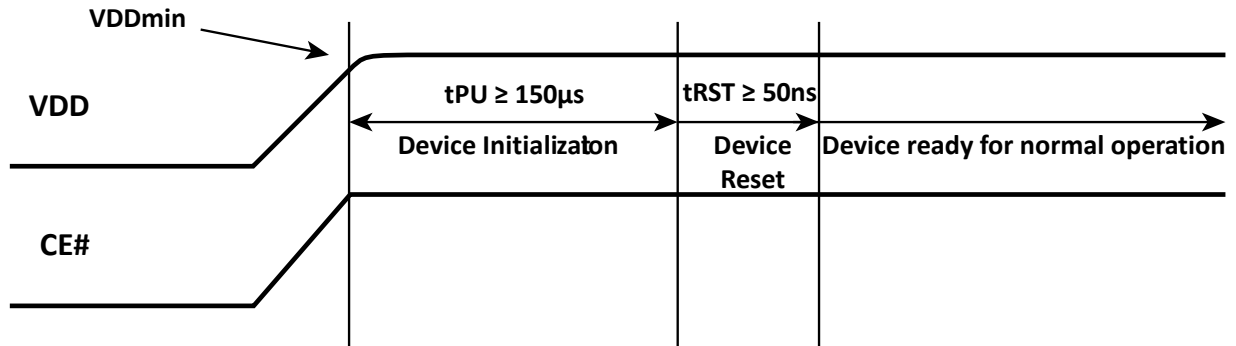 VDDmin
VDD
tPU ≥ 150µs
tRST ≥ 50ns
Device Initializaton
Device
Reset
Device ready for normal operation
CE#